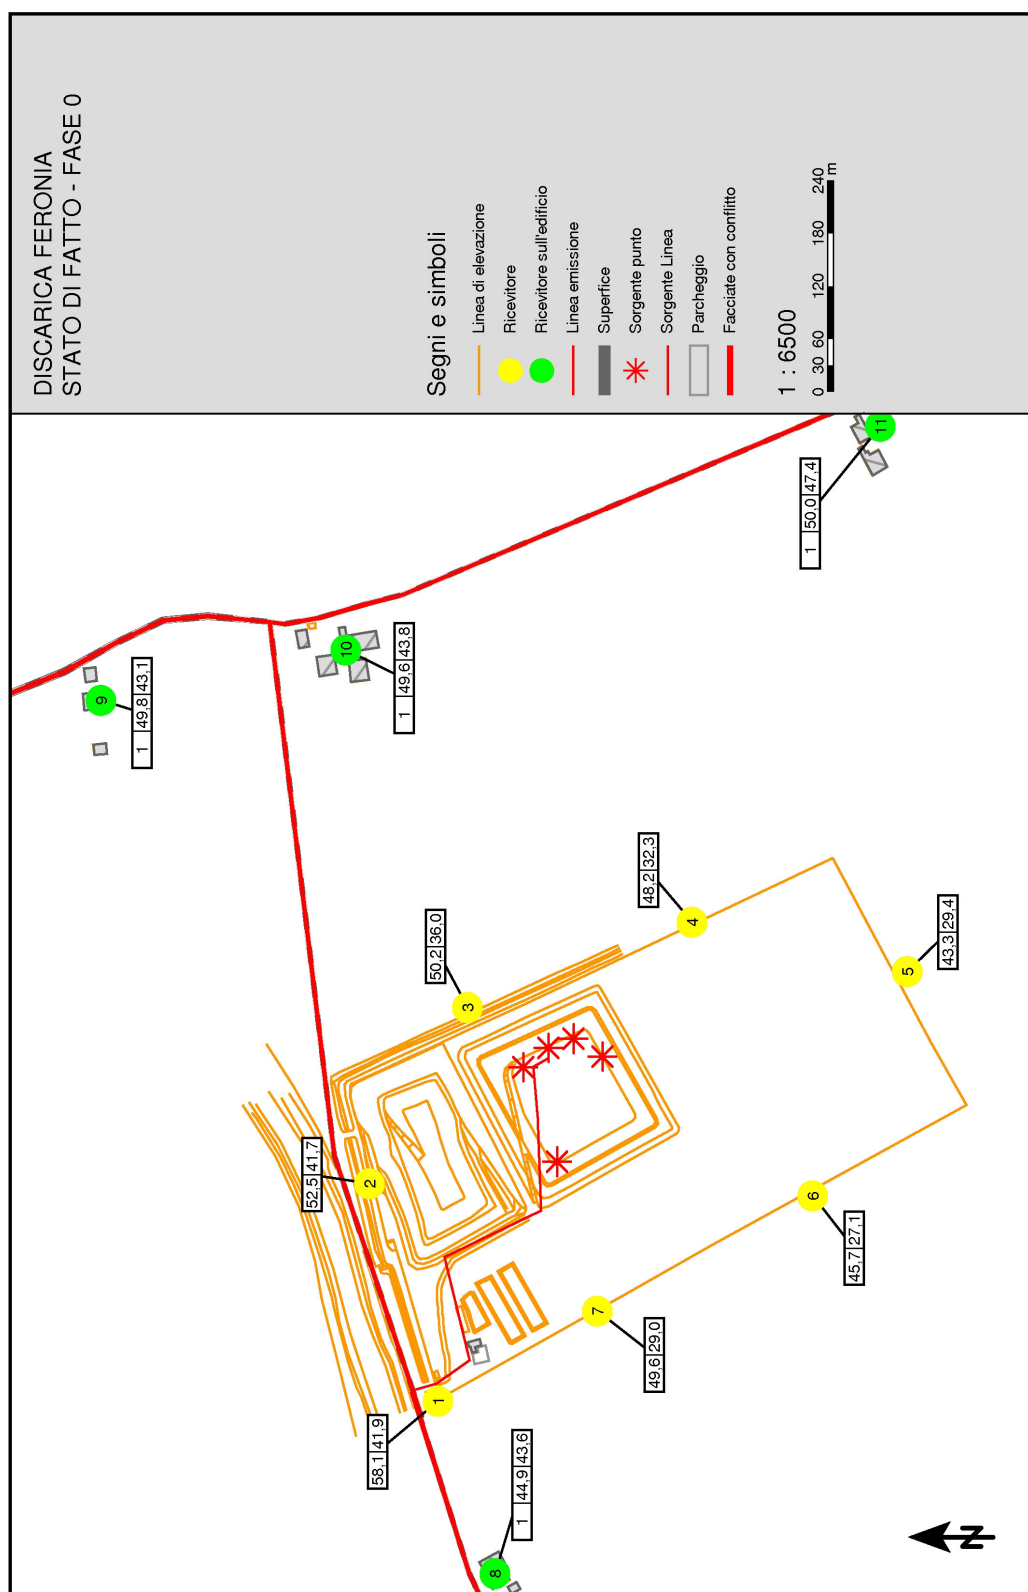 DISCARICA FERONIA
STATO DI FATTO - FASE 0
Segni e simboli
Linea di elevazione
Ricevitore
Ricevitore sull'edificio
Linea emissione
Superfice
Sorgente punto
Sorgente Linea
Parcheggio
Facciate con conflitto
1 : 6500
0 30 60 120 180 240
m
8
1 44,9 43,6
58,1 41,9
1
52,5 41,7
2
50,2 36,0
3
48,2 32,3
4
5
43,3 29,4
6
45,7 27,1
7
49,6 29,0
9
1 49,8 43,1
10
1 49,6 43,8
11
1 50,0 47,4
N